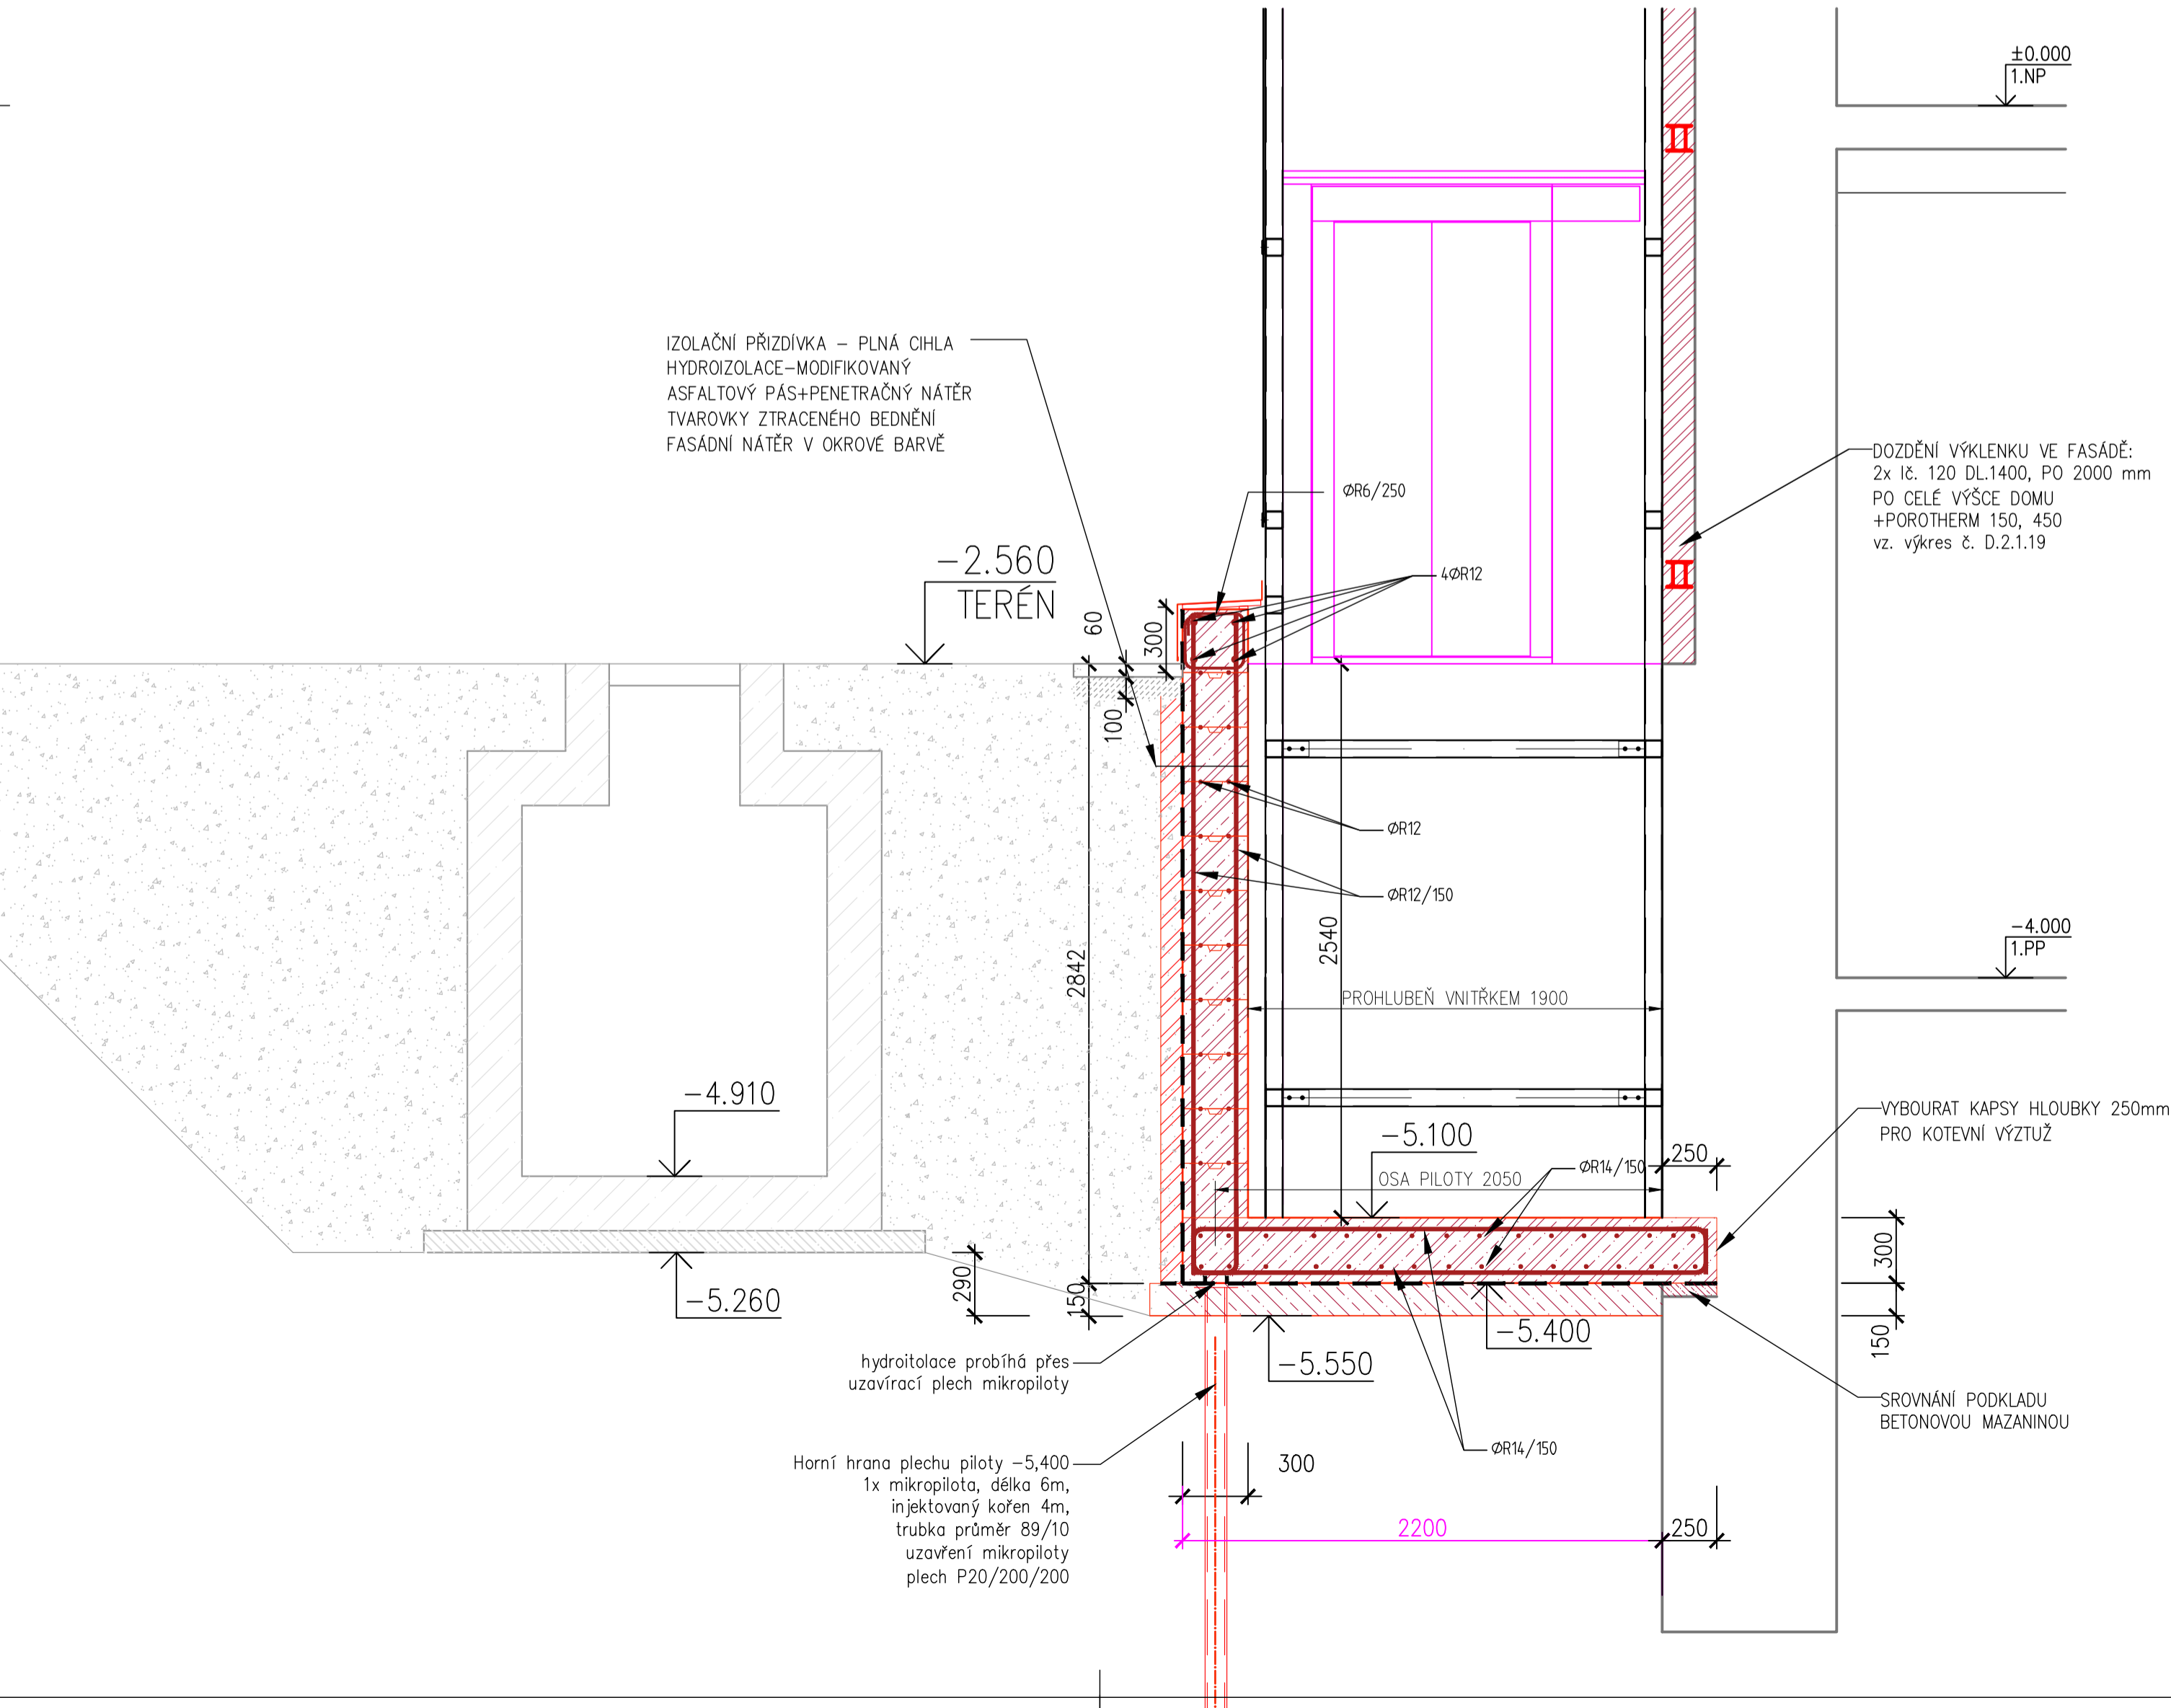 ±0.000
1.NP
IZOLAČNÍ PŘIZDÍVKA – PLNÁ CIHLA
HYDROIZOLACE–MODIFIKOVANÝ
ASFALTOVÝ PÁS+PENETRAČNÝ NÁTĚR
TVAROVKY ZTRACENÉHO BEDNĚNÍ
FASÁDNÍ NÁTĚR V OKROVÉ BARVĚ
DOZDĚNÍ VÝKLENKU VE FASÁDĚ:
2x Ič. 120 DL.1400, PO 2000 mm
PO CELÉ VÝŠCE DOMU
+POROTHERM 150, 450
vz. výkres č. D.2.1.19
ØR6/250
4ØR12
−2.560
TERÉN
60
300
100
ØR12
ØR12/150
2842
2540
PROHLUBEŇ VNITŘKEM 1900
−4.000
1.PP
−4.910
−5.100
OSA PILOTY 2050
ØR14/150
250
VYBOURAT KAPSY HLOUBKY 250mm
PRO KOTEVNÍ VÝZTUŽ
290
150
300
150
−5.260
−5.400
−5.550
hydroitolace probíhá přes
uzavírací plech mikropiloty
SROVNÁNÍ PODKLADU
BETONOVOU MAZANINOU
ØR14/150
Horní hrana plechu piloty −5,400
1x mikropilota, délka 6m,
injektovaný kořen 4m,
trubka průměr 89/10
uzavření mikropiloty
plech P20/200/200
300
2200
250